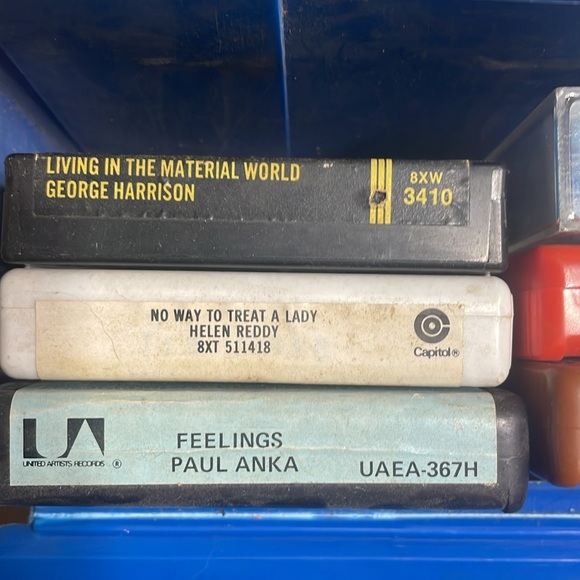 LIVING IN THE MATERIAL WORLD
GEORGE HARRISON
8XW
3410
NO WAY TO TREAT A LADY
HELEN REDDY
8XT 511418
Capitol®
UA
UNITED ARTISTS RECORDS ®
FEELINGS
PAUL ANKA
UAEA-367H